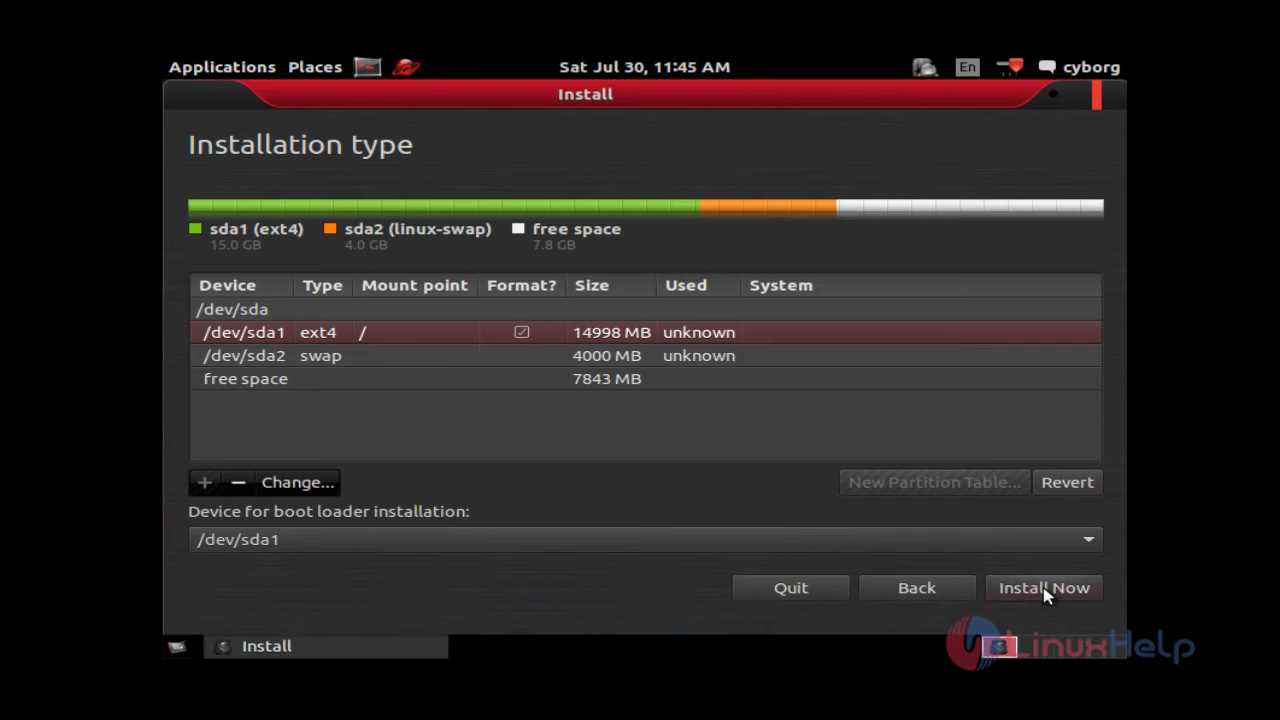 Applications Places Sat Jul 30, 11:45 AM En cyborg
Install
Installation type
sda1 (ext4) sda2 (linux-swap) free space
15.0 GB 4.0 GB 7.8 GB
Device Type Mount point Format? Size Used System
/dev/sda
/dev/sda1 ext4 / 14998 MB unknown
/dev/sda2 swap 4000 MB unknown
free space 7843 MB
+ − Change... New Partition Table... Revert
Device for boot loader installation:
/dev/sda1
Quit Back Install Now
Install
LinuxHelp